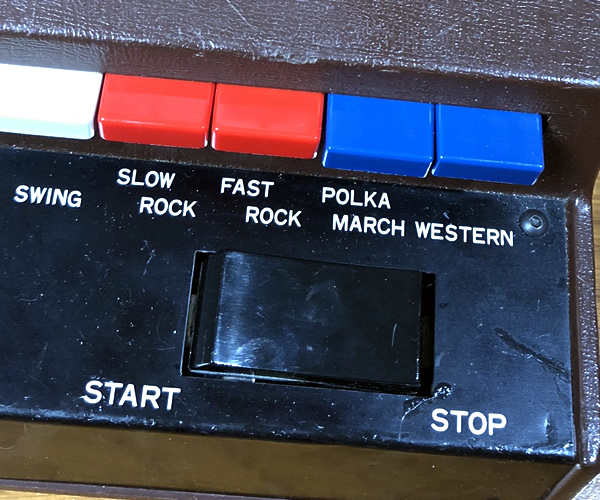 SWING
SLOW
ROCK
FAST
ROCK
POLKA
MARCH
WESTERN
START
STOP